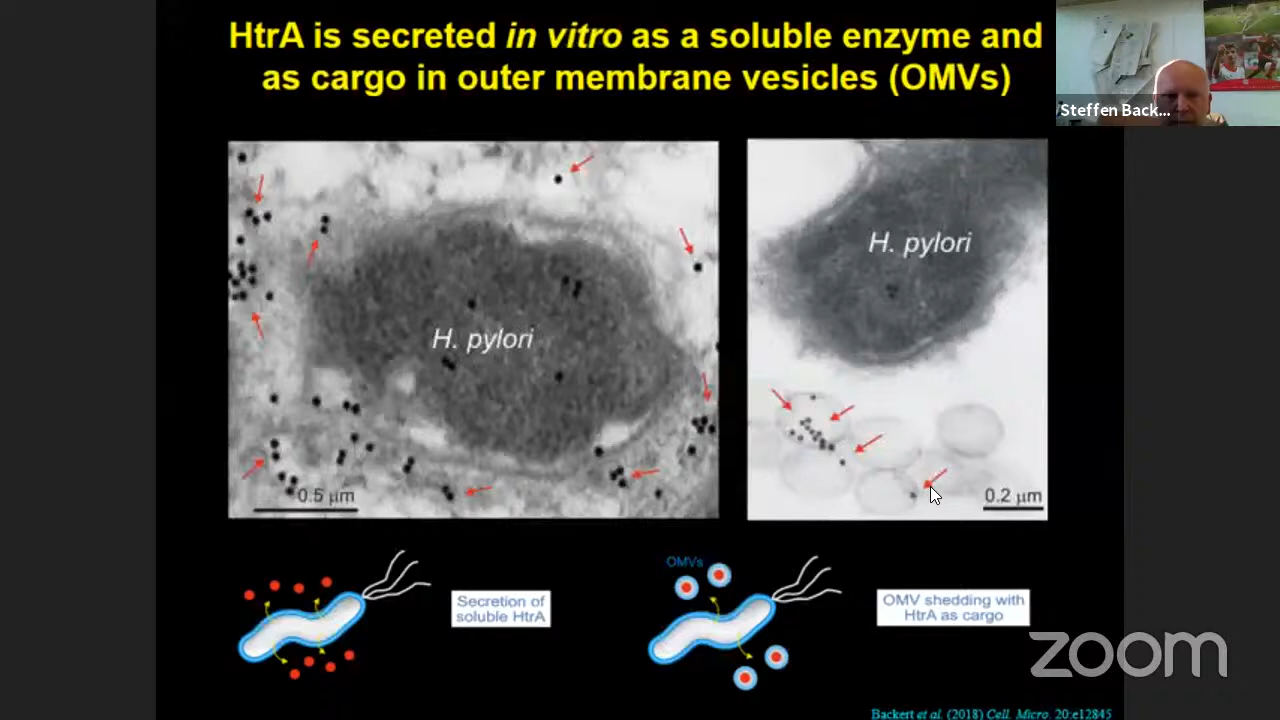 HtrA is secreted in vitro as a soluble enzyme and
as cargo in outer membrane vesicles (OMVs)
Steffen Back...
H. pylori
H. pylori
0.5 µm
0.2 µm
OMVs
Secretion of
soluble HtrA
OMV shedding with
HtrA as cargo
zoom
Backert et al. (2018) Cell. Micro. 20:e12845